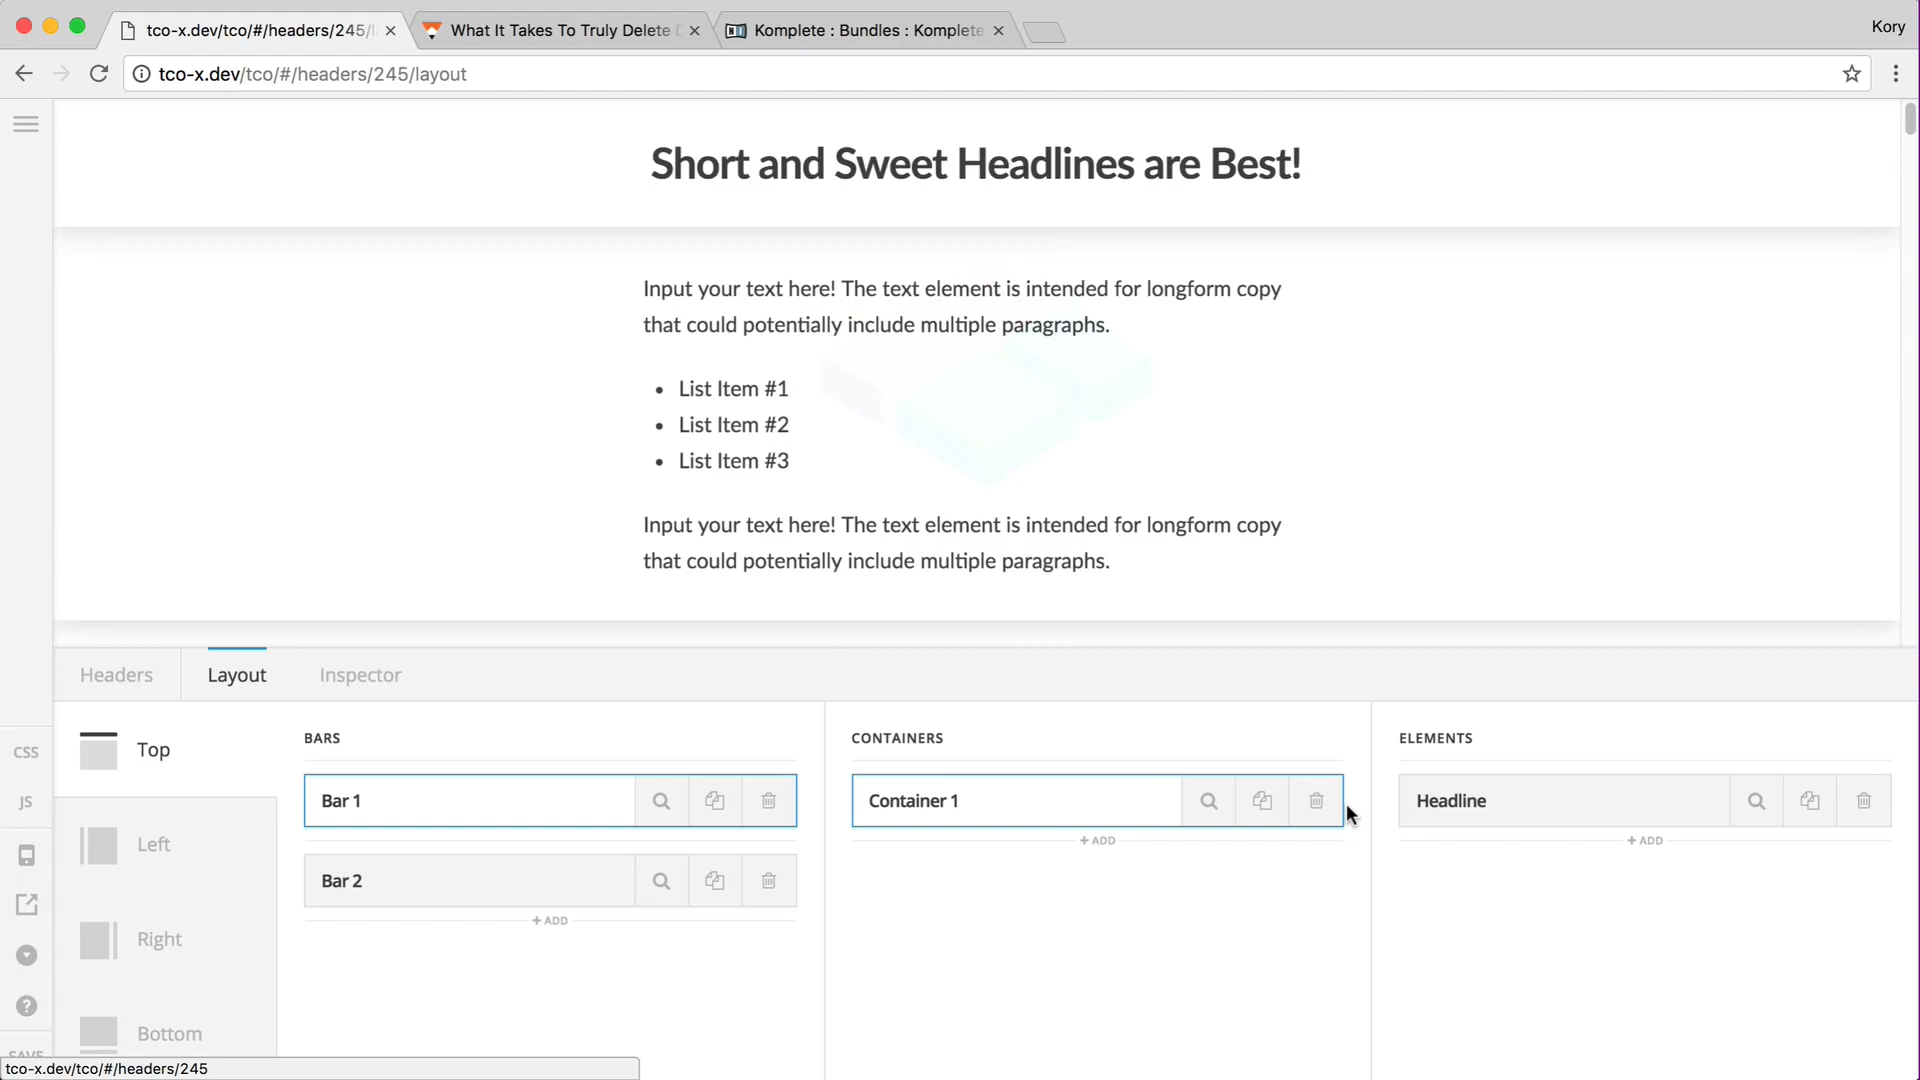 tco-x.dev/tco/#/headers/245/l
What It Takes To Truly Delete D
Komplete : Bundles : Komplete
Kory
tco-x.dev/tco/#/headers/245/layout
Short and Sweet Headlines are Best!
Input your text here! The text element is intended for longform copy
that could potentially include multiple paragraphs.
• List Item #1
• List Item #2
• List Item #3
Input your text here! The text element is intended for longform copy
that could potentially include multiple paragraphs.
Headers
Layout
Inspector
CSS
JS
SAVE
Top
Left
Right
Bottom
BARS
Bar 1
Bar 2
+ ADD
CONTAINERS
Container 1
+ ADD
ELEMENTS
Headline
+ ADD
tco-x.dev/tco/#/headers/245